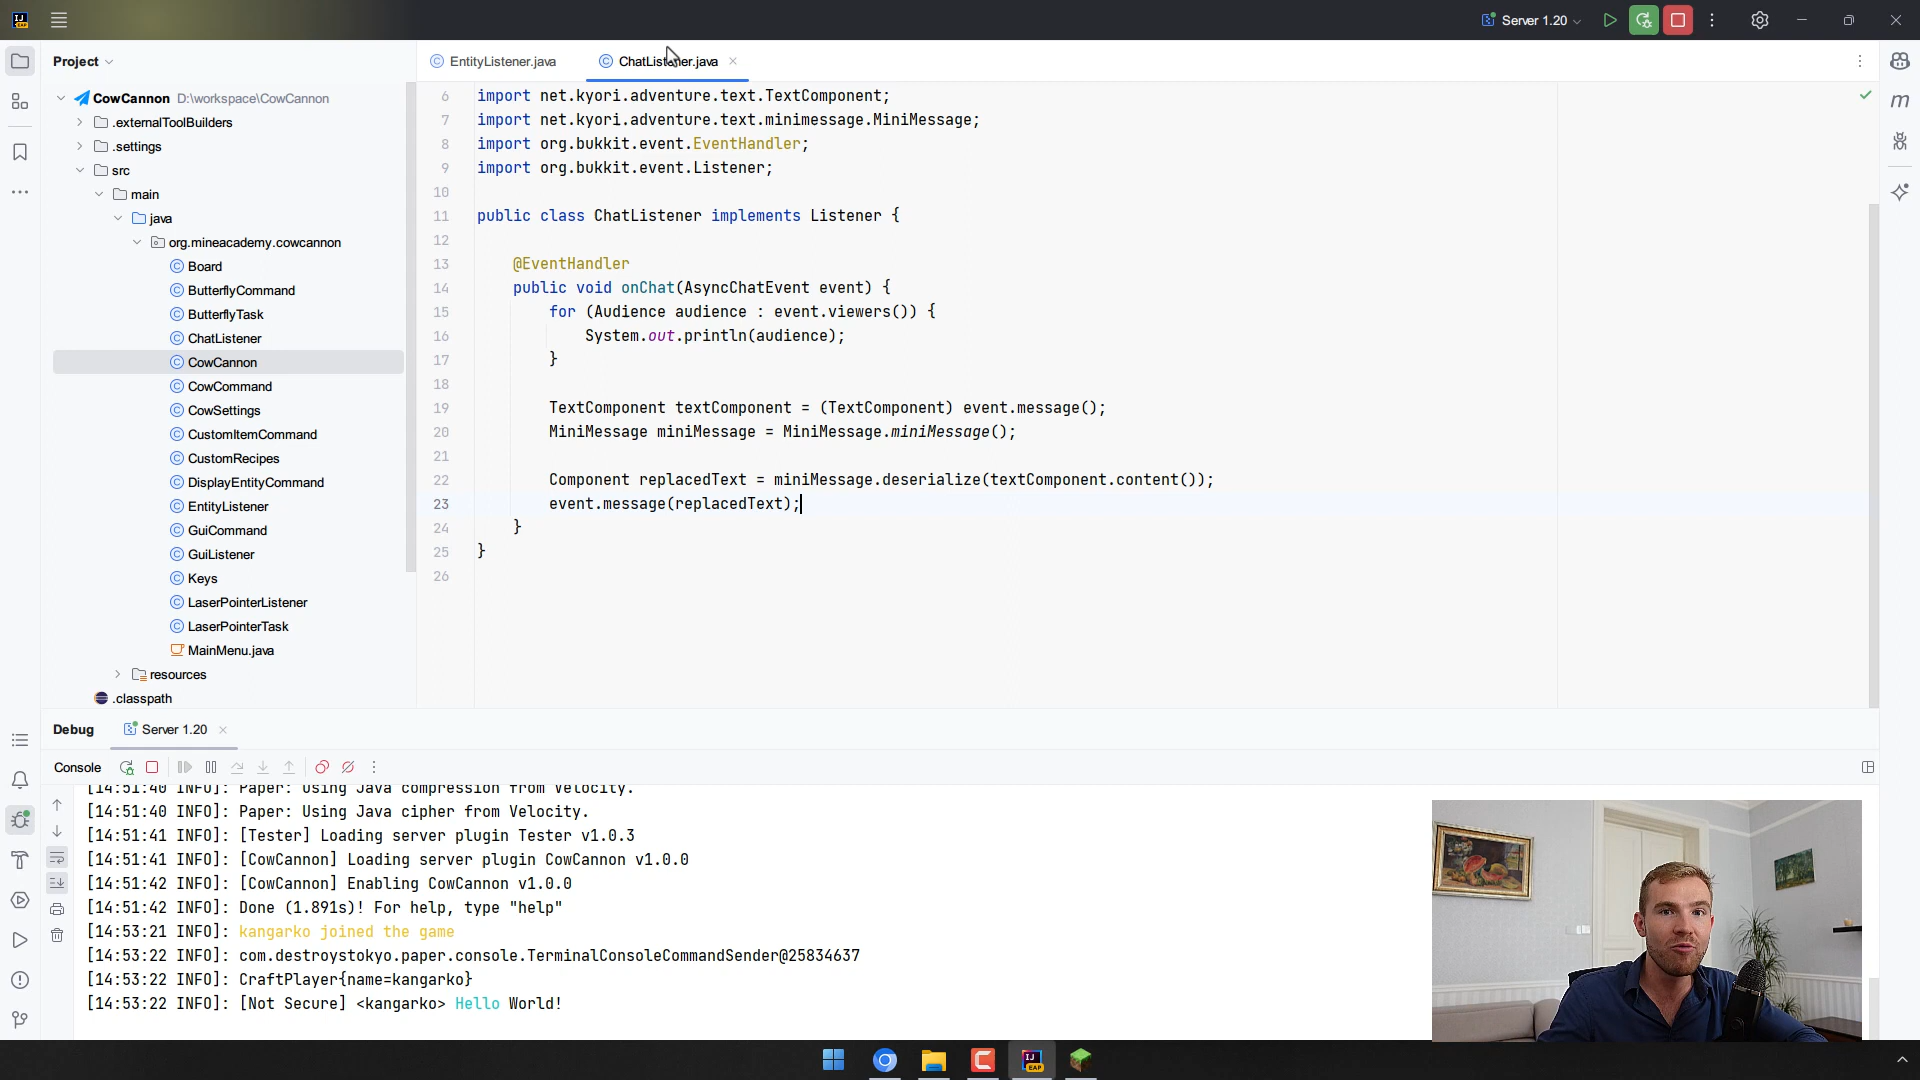 Server 1.20
Project
EntityListener.java
ChatListener.java
CowCannon D:\workspace\CowCannon
.externalToolBuilders
.settings
src
main
java
org.mineacademy.cowcannon
Board
ButterflyCommand
ButterflyTask
ChatListener
CowCannon
CowCommand
CowSettings
CustomItemCommand
CustomRecipes
DisplayEntityCommand
EntityListener
GuiCommand
GuiListener
Keys
LaserPointerListener
LaserPointerTask
MainMenu.java
resources
.classpath
6 import net.kyori.adventure.text.TextComponent;
7 import net.kyori.adventure.text.minimessage.MiniMessage;
8 import org.bukkit.event.EventHandler;
9 import org.bukkit.event.Listener;
10
11 public class ChatListener implements Listener {
12
13 @EventHandler
14 public void onChat(AsyncChatEvent event) {
15 for (Audience audience : event.viewers()) {
16 System.out.println(audience);
17 }
18
19 TextComponent textComponent = (TextComponent) event.message();
20 MiniMessage miniMessage = MiniMessage.miniMessage();
21
22 Component replacedText = miniMessage.deserialize(textComponent.content());
23 event.message(replacedText);
24 }
25 }
26
Debug
Server 1.20
Console
[14:51:40 INFO]: Paper: Using Java compression from Velocity.
[14:51:40 INFO]: Paper: Using Java cipher from Velocity.
[14:51:41 INFO]: [Tester] Loading server plugin Tester v1.0.3
[14:51:41 INFO]: [CowCannon] Loading server plugin CowCannon v1.0.0
[14:51:42 INFO]: [CowCannon] Enabling CowCannon v1.0.0
[14:51:42 INFO]: Done (1.891s)! For help, type "help"
[14:53:21 INFO]: kangarko joined the game
[14:53:22 INFO]: com.destroystokyo.paper.console.TerminalConsoleCommandSender@25834637
[14:53:22 INFO]: CraftPlayer{name=kangarko}
[14:53:22 INFO]: [Not Secure] <kangarko> Hello World!